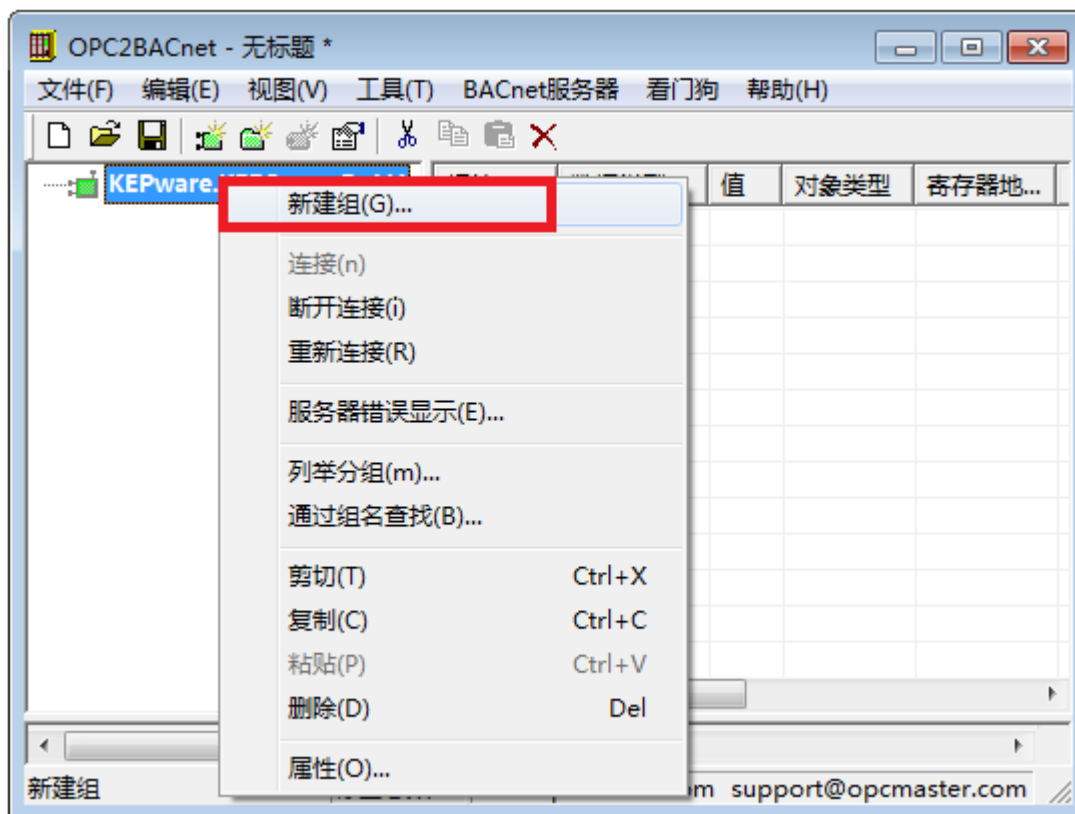 OPC2BACnet - 无标题 *
文件(F) 编辑(E) 视图(V) 工具(T) BACnet服务器 看门狗 帮助(H)
KEPware. 值 对象类型 寄存器地...
新建组(G)...
连接(n)
断开连接(i)
重新连接(R)
服务器错误显示(E)...
列举分组(m)...
通过组名查找(B)...
剪切(T) Ctrl+X
复制(C) Ctrl+C
粘贴(P) Ctrl+V
删除(D) Del
属性(O)...
新建组 support@opcmaster.com